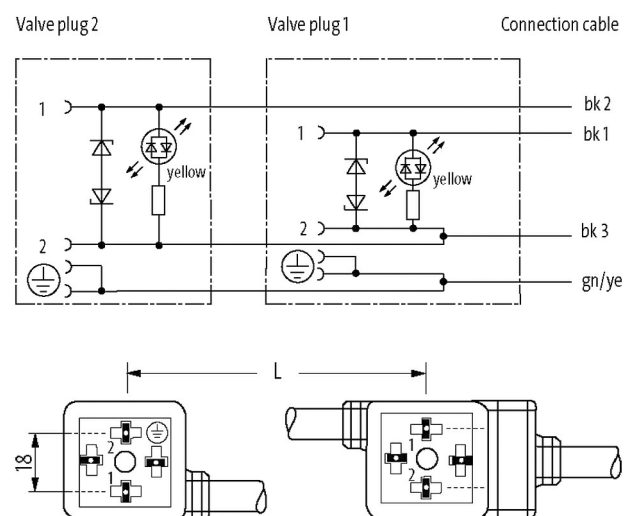 Valve plug 2 Valve plug 1 Connection cable
1 bk 2
1 bk 1
yellow yellow
2 bk 3
2
gn/ye
L
18
2 1
1 2